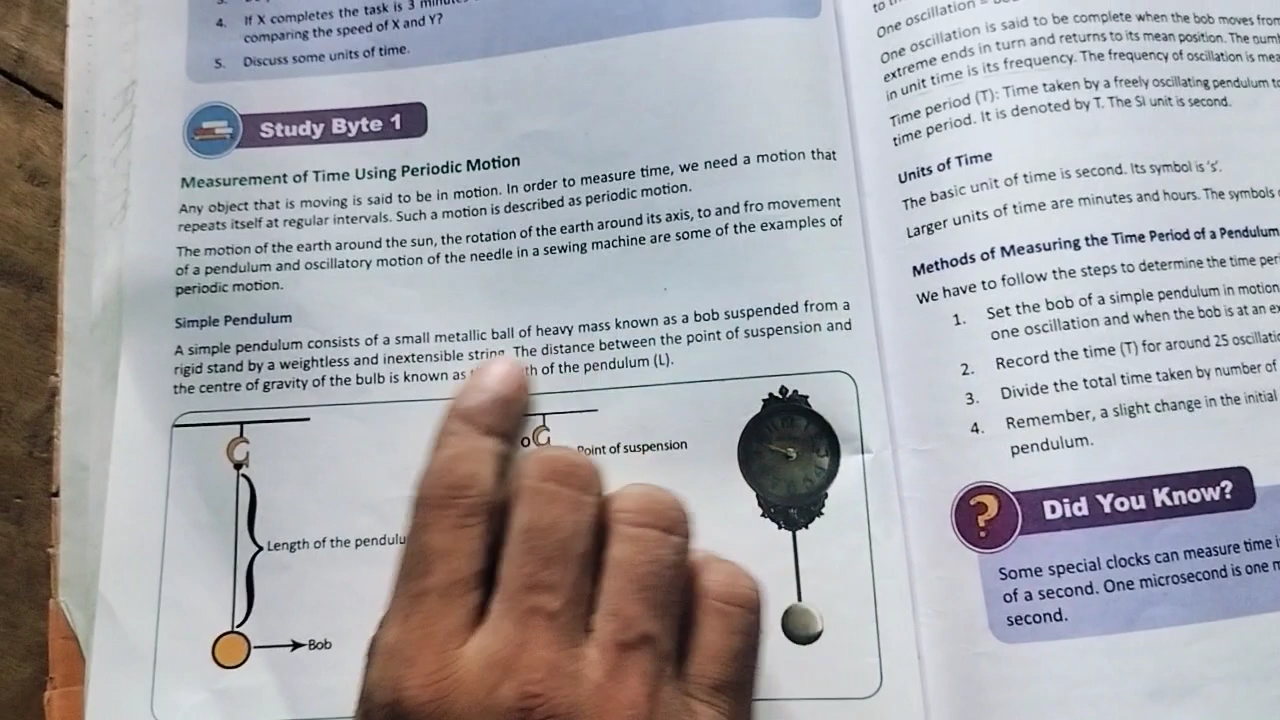 4. If X completes the task is 3 minutes
comparing the speed of X and Y?
5. Discuss some units of time.
Study Byte 1
Measurement of Time Using Periodic Motion
Any object that is moving is said to be in motion. In order to measure time, we need a motion that
repeats itself at regular intervals. Such a motion is described as periodic motion.
The motion of the earth around the sun, the rotation of the earth around its axis, to and fro movement
of a pendulum and oscillatory motion of the needle in a sewing machine are some of the examples of
periodic motion.
Simple Pendulum
A simple pendulum consists of a small metallic ball of heavy mass known as a bob suspended from a
rigid stand by a weightless and inextensible string. The distance between the point of suspension and
the centre of gravity of the bulb is known as of the pendulum (L).
Length of the pendulu
Bob
O
Point of suspension
One oscillation
One oscillation is said to be complete when the bob moves from
extreme ends in turn and returns to its mean position. The
in unit time is its frequency. The frequency of oscillation is
Time period (T): Time taken by a freely oscillating pendulum
time period. It is denoted by T. The SI unit is second.
Units of Time
The basic unit of time is second. Its symbol is 's'.
Larger units of time are minutes and hours. The symbols
Methods of Measuring the Time Period of a Pendulum
We have to follow the steps to determine the time
1. Set the bob of a simple pendulum in motion
one oscillation and when the bob is at an
2. Record the time (T) for around 25
3. Divide the total time taken by number of
4. Remember, a slight change in the initial
pendulum.
Did You Know?
Some special clocks can measure time
of a second. One microsecond is one
second.